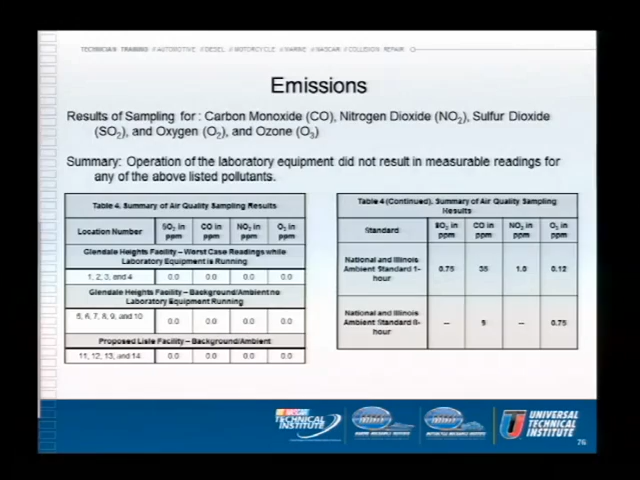 TECHNICIAN TRAINING // AUTOMOTIVE // DIESEL // MOTORCYCLE // MARINE // NASCAR // COLLISION REPAIR
Emissions
Results of Sampling for : Carbon Monoxide (CO), Nitrogen Dioxide (NO2), Sulfur Dioxide
(SO2), and Oxygen (O2), and Ozone (O3)
Summary: Operation of the laboratory equipment did not result in measurable readings for
any of the above listed pollutants.
Table 4. Summary of Air Quality Sampling Results
Location Number
SO2 in ppm
CO in ppm
NO2 in ppm
in ppm
Glendale Heights Facility – Worst Case Readings while
Laboratory Equipment is Running
1, 2, 3, and 4 0.0 0.0 0.0 0.0
Glendale Heights Facility – Background/Ambient no
Laboratory Equipment Running
5, 6, 7, 8, 9, and 10 0.0 0.0 0.0 0.0
Proposed Lisle Facility – Background/Ambient
11, 12, 13, and 14 0.0 0.0 0.0 0.0
Table 4 (Continued). Summary of Air Quality Sampling
Results
Standard
SO2 in ppm
CO in ppm
NO2 in ppm
in ppm
National and Illinois
Ambient Standard 1-
hour
0.75 35 0.12
National and Illinois
Ambient Standard 8-
hour
-- 9 -- 0.75
NASCAR
TECHNICAL
INSTITUTE
MMI
MMI
UNIVERSAL
TECHNICAL
INSTITUTE
76